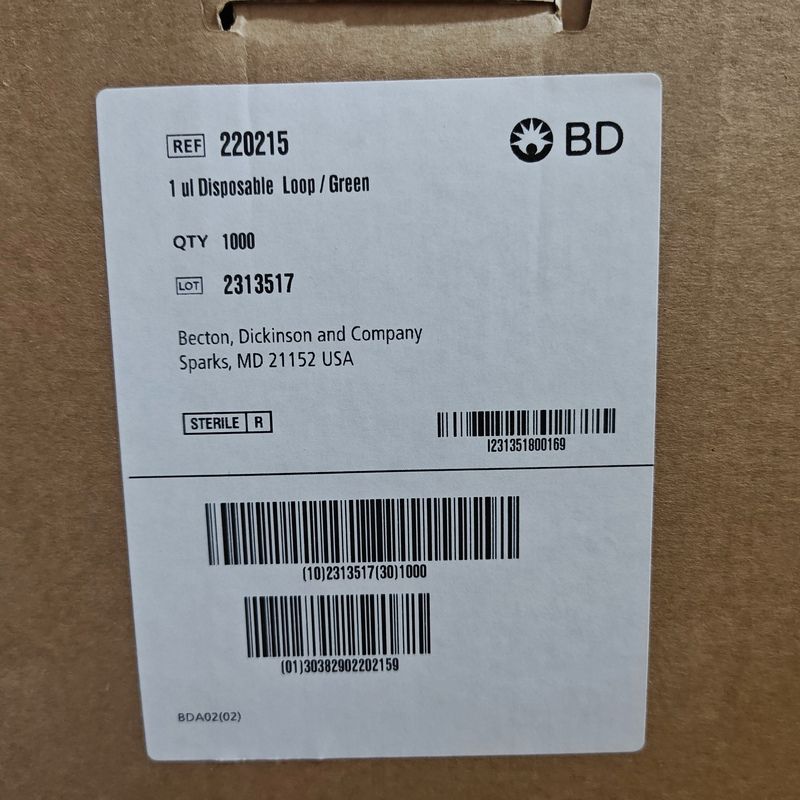 REF 220215
BD
1 ul Disposable Loop / Green
QTY 1000
LOT 2313517
Becton, Dickinson and Company
Sparks, MD 21152 USA
STERILE R
I231351800169
(10)2313517(30)1000
(01)30382902202159
BDA02(02)